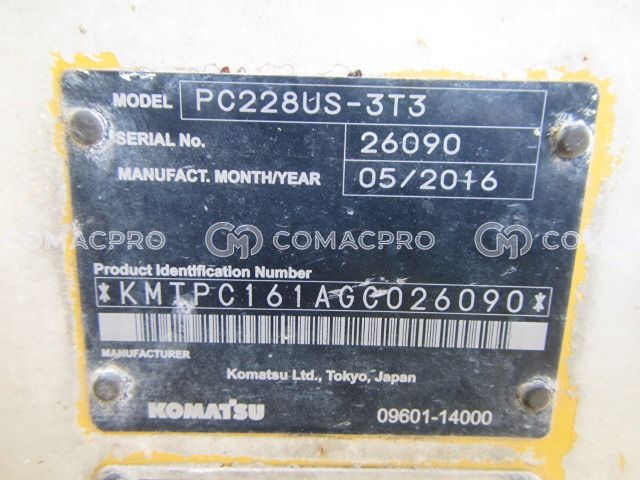 MODEL PC228US-3T3
SERIAL No. 26090
MANUFACT. MONTH/YEAR 05/2016
COMACPRO COMACPRO COMACPRO
Product Identification Number
*KMTPC161AGC026090*
MANUFACTURER
Komatsu Ltd., Tokyo, Japan
KOMATSU 09601-14000